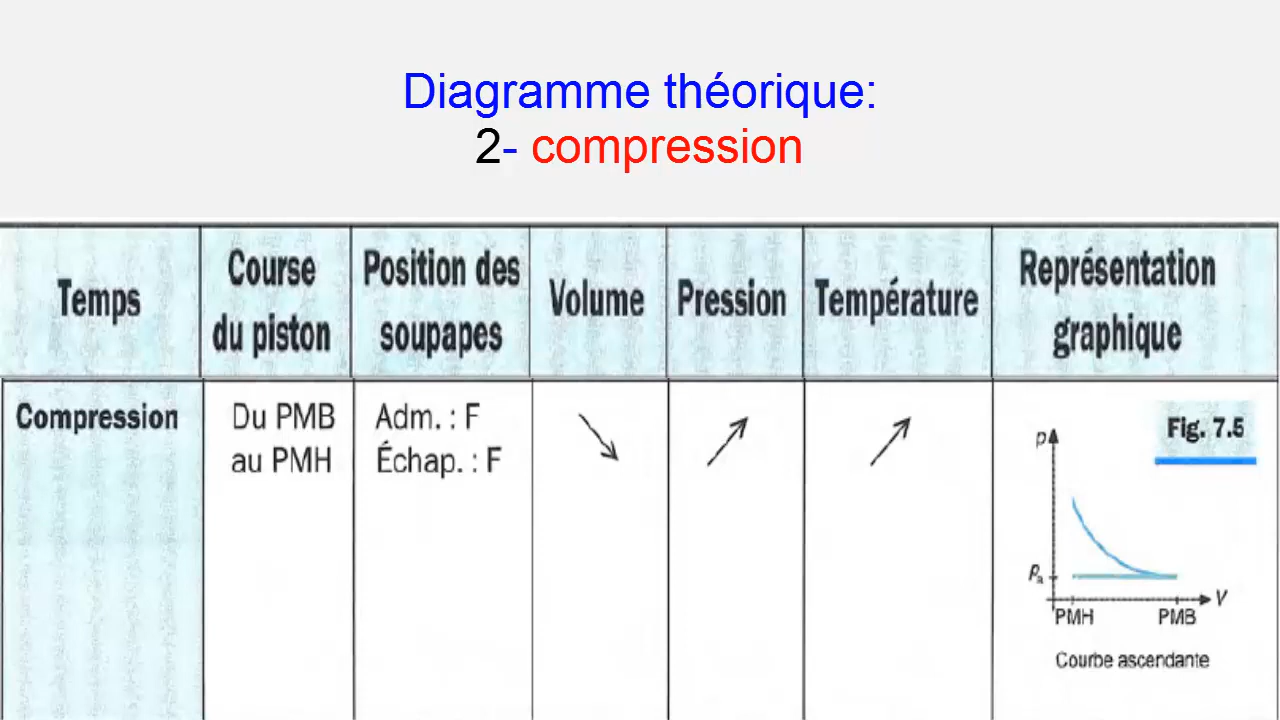 Diagramme théorique:
2- compression
Temps
Course
du piston
Position des
soupapes
Volume
Pression
Température
Représentation
graphique
Compression
Du PMB
au PMH
Adm. : F
Échap. : F
Fig. 7.5
p
pa
V
PMH
PMB
Courbe ascendante